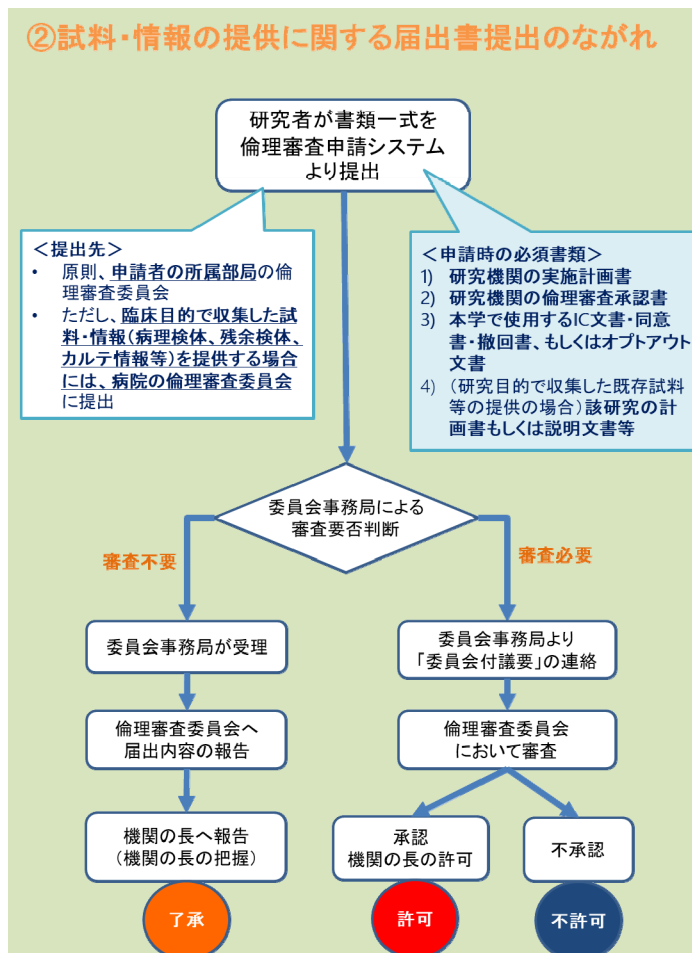 ②試料・情報の提供に関する届出書提出のながれ
研究者が書類一式を
倫理審査申請システム
より提出
＜提出先＞
• 原則、申請者の所属部局の倫
理審査委員会
• ただし、臨床目的で収集した試
料・情報(病理検体、残余検体、
カルテ情報等)を提供する場合
には、病院の倫理審査委員会
に提出
＜申請時の必須書類＞
1) 研究機関の実施計画書
2) 研究機関の倫理審査承認書
3) 本学で使用するIC文書・同意
書・撤回書、もしくはオプトアウト
文書
4) (研究目的で収集した既存試料
等の提供の場合)該研究の計
画書もしくは説明文書等
委員会事務局による
審査要否判断
審査不要
審査必要
委員会事務局が受理
委員会事務局より
「委員会付議要」の連絡
倫理審査委員会へ
届出内容の報告
倫理審査委員会
において審査
機関の長へ報告
(機関の長の把握)
承認
機関の長の許可
不承認
了承
許可
不許可